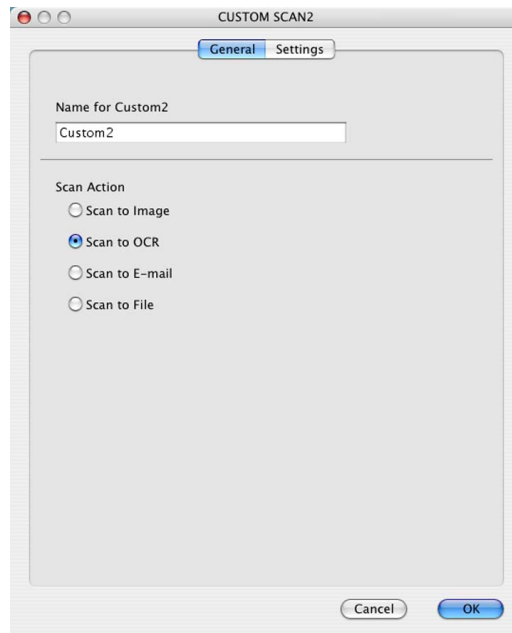 CUSTOM SCAN2
General Settings
Name for Custom2
Custom2
Scan Action
Scan to Image
Scan to OCR
Scan to E-mail
Scan to File
Cancel OK